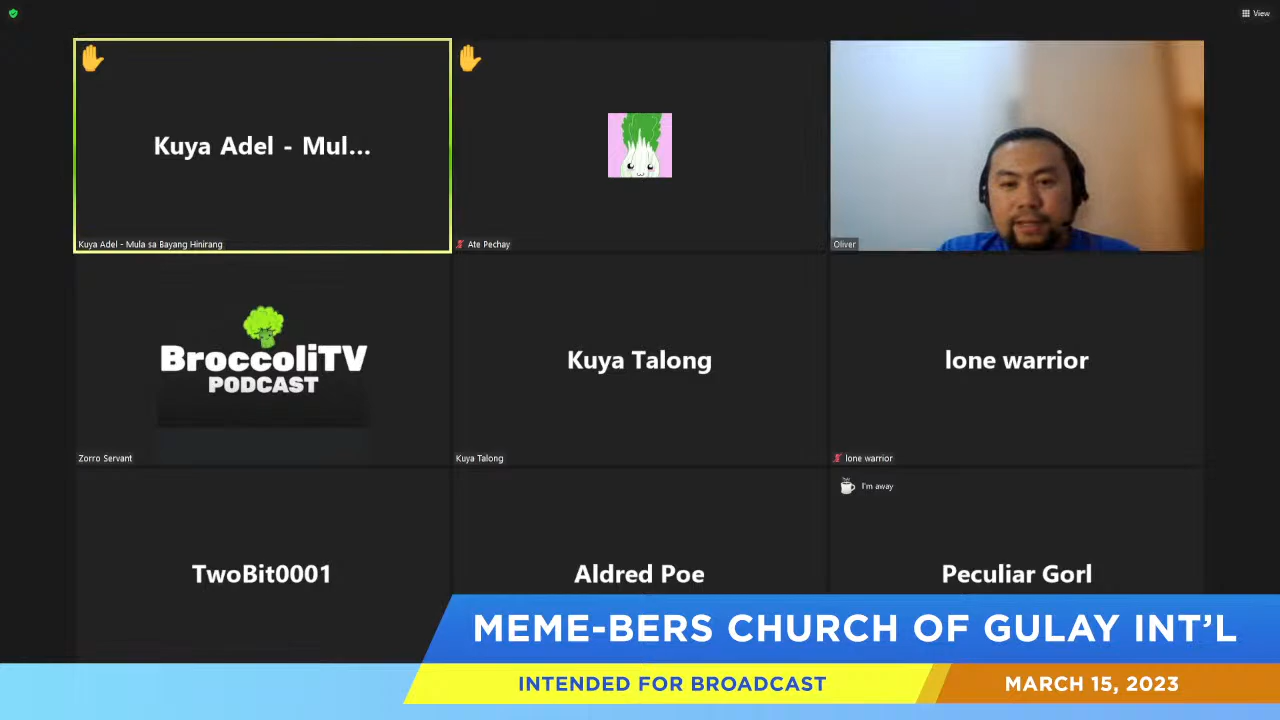 View
Kuya Adel - Mul...
Kuya Adel - Mula sa Bayang Hinirang
Ate Pechay
Oliver
BroccoliTV
PODCAST
Zorro Servant
Kuya Talong
Kuya Talong
lone warrior
lone warrior
TwoBit0001
Aldred Poe
I'm away
Peculiar Gorl
MEME-BERS CHURCH OF GULAY INT'L
INTENDED FOR BROADCAST
MARCH 15, 2023